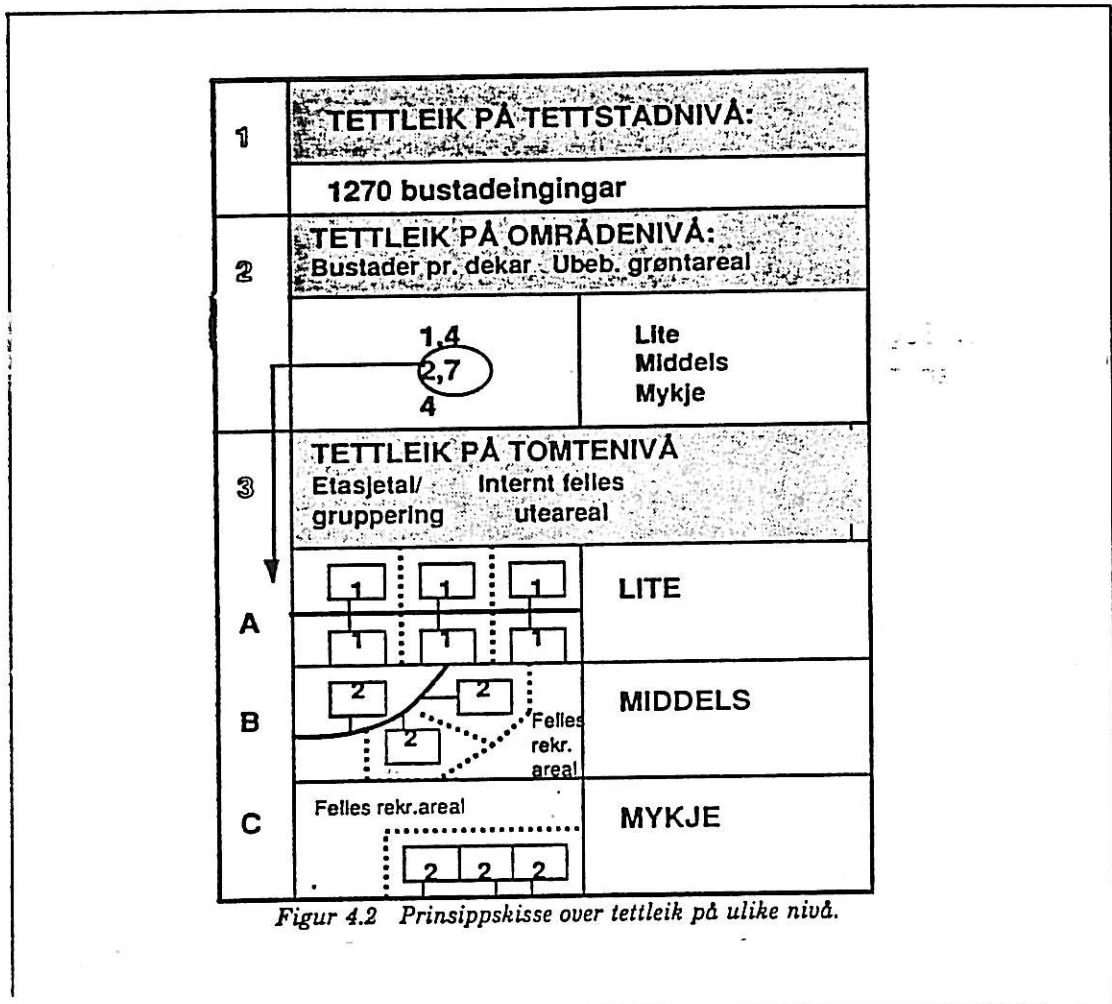 1
TETTLEIK PÅ TETTSTADNIVÅ:
1270 bustadeingingar
2
TETTLEIK PÅ OMRÅDENIVÅ:
Bustader pr. dekar Ubeb. grøntareal
1,4 Lite
2,7 Middels
4 Mykje
3
TETTLEIK PÅ TOMTENIVÅ
Etasjetal/ Internt felles
gruppering uteareal
A
1 1 1
1 1 1
LITE
B
2 2
2
Felles
rekr.
areal
MIDDELS
C
Felles rekr.areal
2 2 2
MYKJE
Figur 4.2 Prinsippskisse over tettleik på ulike nivå.